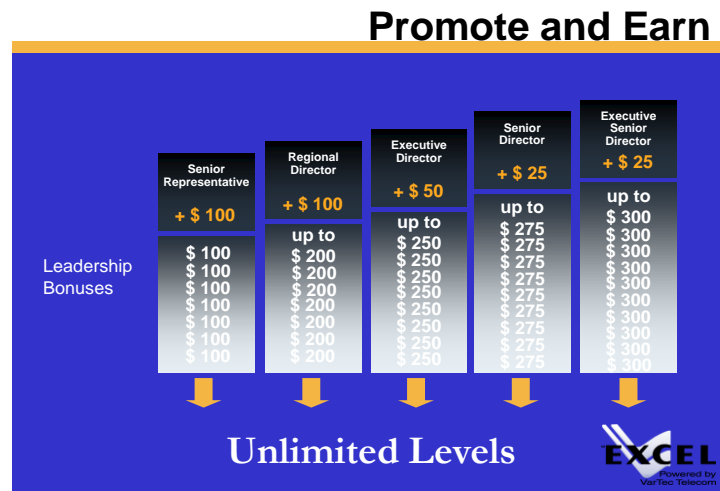 Promote and Earn
Senior
Representative
+ $ 100
$ 100
$ 100
$ 100
$ 100
$ 100
$ 100
$ 100
Regional
Director
+ $ 100
up to
$ 200
$ 200
$ 200
$ 200
$ 200
$ 200
$ 200
Executive
Director
+ $ 50
up to
$ 250
$ 250
$ 250
$ 250
$ 250
$ 250
$ 250
$ 250
Senior
Director
+ $ 25
up to
$ 275
$ 275
$ 275
$ 275
$ 275
$ 275
$ 275
$ 275
$ 275
Executive
Senior
Director
+ $ 25
up to
$ 300
$ 300
$ 300
$ 300
$ 300
$ 300
$ 300
$ 300
$ 300
$ 300
Leadership
Bonuses
Unlimited Levels
EXCEL
Powered by
VarTec Telecom